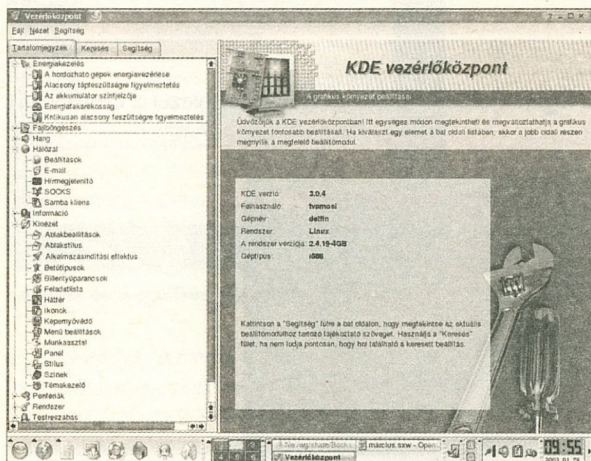 Vezérlőközpont
Fájl Nézet Segítség
Tartalomjegyzék Keresés Segítség
Energiakezelés
A hordozható gépek energiavezérlése
Alacsony tápfeszültségre figyelmeztetés
Az akkumulátor szintjelzője
Energiatakarékosság
Kritikusan alacsony feszültségre figyelmeztetés
Fájlböngészés
Hang
Hálózat
Beállítások
E-mail
Hírmegjelenítő
SOCKS
Samba kliens
Információ
Kinézet
Ablakbeállítások
Ablakstílus
Alkalmazásindítási effektus
Betűtípusok
Billentyűparancsok
Feladatlista
Háttér
Ikonok
Képernyővédő
Menü beállítások
Munkaasztal
Panel
Stílus
Színek
Témakezelő
Perifériák
Rendszer
Testreszabás
KDE vezérlőközpont
A grafikus környezet beállításai
Üdvözöljük a KDE vezérlőközpontban! Itt egységes módon megtekintheti és megváltoztathatja a grafikus
környezet fontosabb beállításait. Ha kiválaszt egy elemet a bal oldali listában, akkor a jobb oldali részen
megnyílik a megfelelő beállítómodul.
KDE verzió: 3.0.4
Felhasználó: tvamosi
Gépnév: delfin
Rendszer: Linux
A rendszer verziója: 2.4.19-4GB
Géptípus: i686
Kattintson a "Segítség" fülre a bal oldalon, hogy megtekintse az aktuális
beállítómodulhoz tartozó tájékoztató szöveget. Használja a "Keresés"
fület, ha nem tudja pontosan, hogy hol található a keresett beállítás.
március.sxw - Open
Vezérlőközpont
09:55